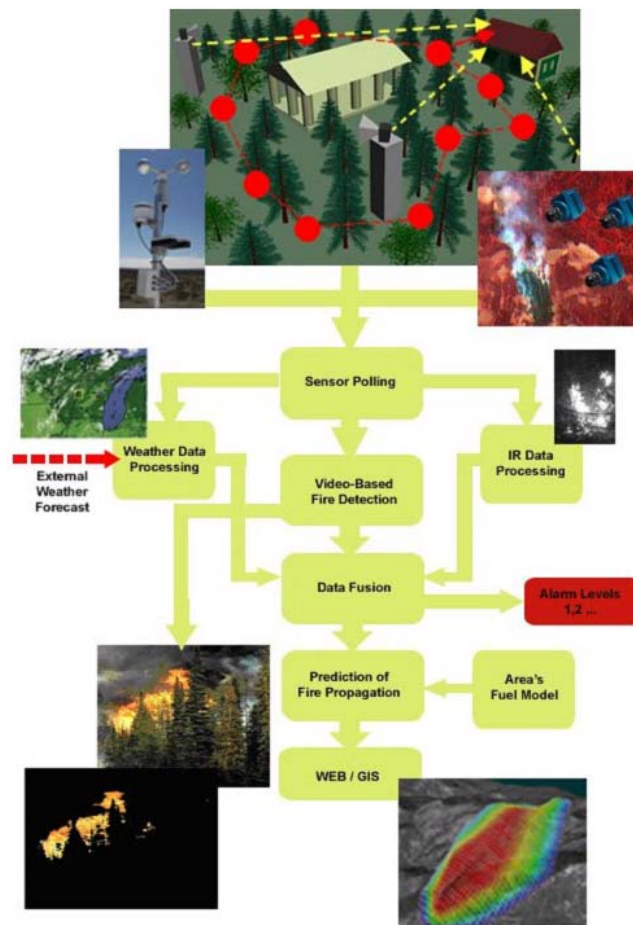 Sensor Polling
Weather Data
Processing
IR Data
Processing
External
Weather
Forecast
Video-Based
Fire Detection
Data Fusion
Alarm Levels
1,2 ...
Prediction of
Fire Propagation
Area's
Fuel Model
WEB / GIS